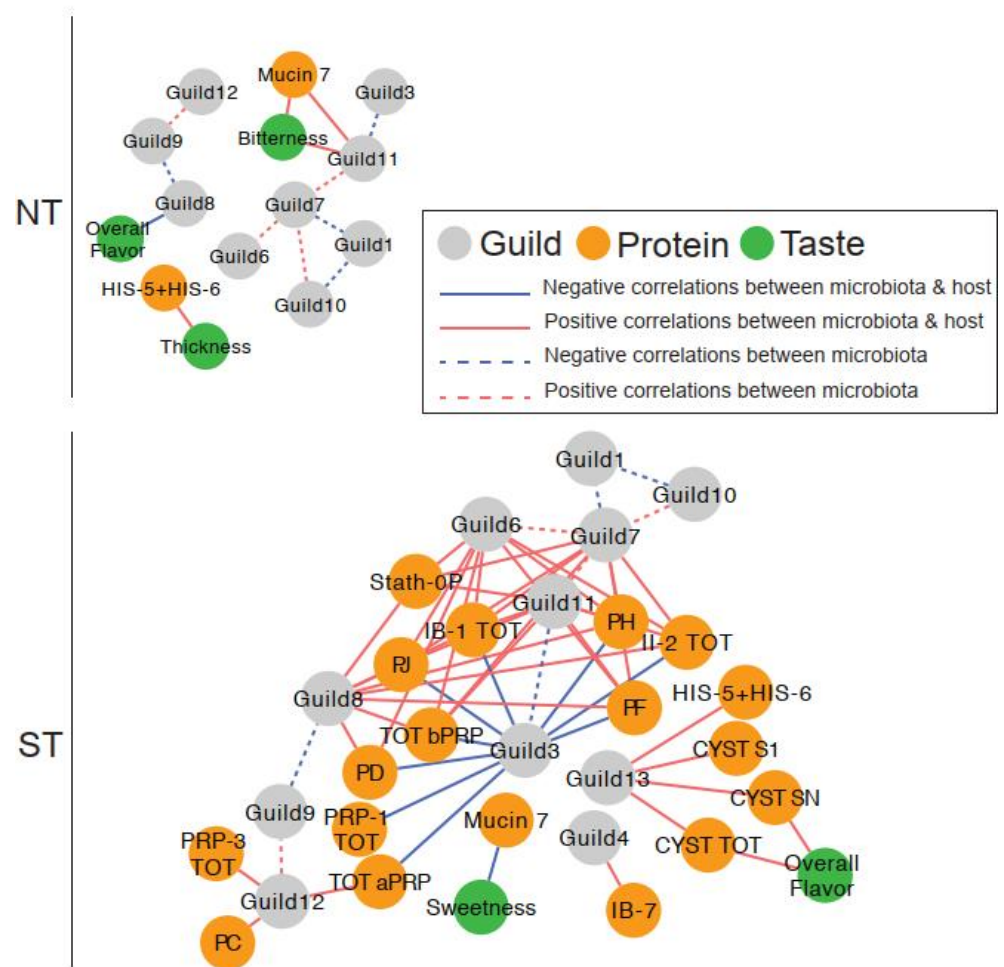 NT
Guild12
Mucin 7
Guild3
Guild9
Bitterness
Guild11
Guild8
Guild7
Overall
Flavor
Guild6
Guild1
HIS-5+HIS-6
Guild10
Thickness
Guild
Protein
Taste
Negative correlations between microbiota & host
Positive correlations between microbiota & host
Negative correlations between microbiota
Positive correlations between microbiota
ST
Guild1
Guild10
Guild6
Guild7
Stath-0P
Guild11
IB-1 TOT
PH
II-2 TOT
PJ
Guild8
HIS-5+HIS-6
PF
TOT bPRP
Guild3
CYST S1
PD
Guild13
CYST SN
Guild9
PRP-1
TOT
Mucin 7
Guild4
PRP-3
TOT
CYST TOT
Overall
Flavor
TOT aPRP
Guild12
Sweetness
IB-7
PC